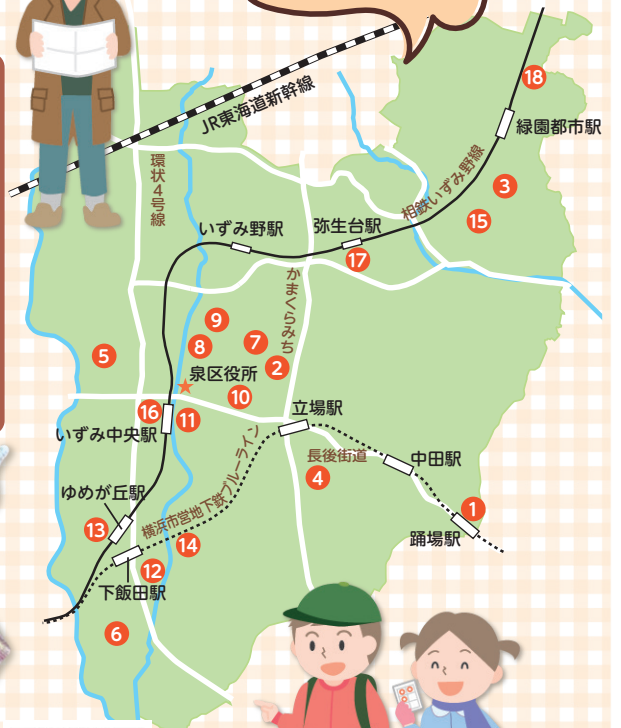 JR東海道新幹線
18
緑園都市駅
環状4号線
相鉄いずみ野線
3
15
いずみ野駅
弥生台駅
17
かまくらみち
9
8
7
5
2
泉区役所
10
立場駅
16
11
いずみ中央駅
長後街道
中田駅
4
ゆめが丘駅
横浜市営地下鉄ブルーライン
1
13
踊場駅
14
12
下飯田駅
6